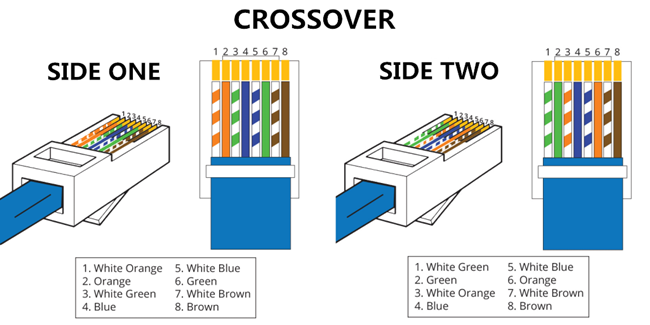 CROSSOVER
SIDE ONE
1 2 3 4 5 6 7 8
12345678
1. White Orange
2. Orange
3. White Green
4. Blue
5. White Blue
6. Green
7. White Brown
8. Brown
SIDE TWO
1 2 3 4 5 6 7 8
12345678
1. White Green
2. Green
3. White Orange
4. Blue
5. White Blue
6. Orange
7. White Brown
8. Brown